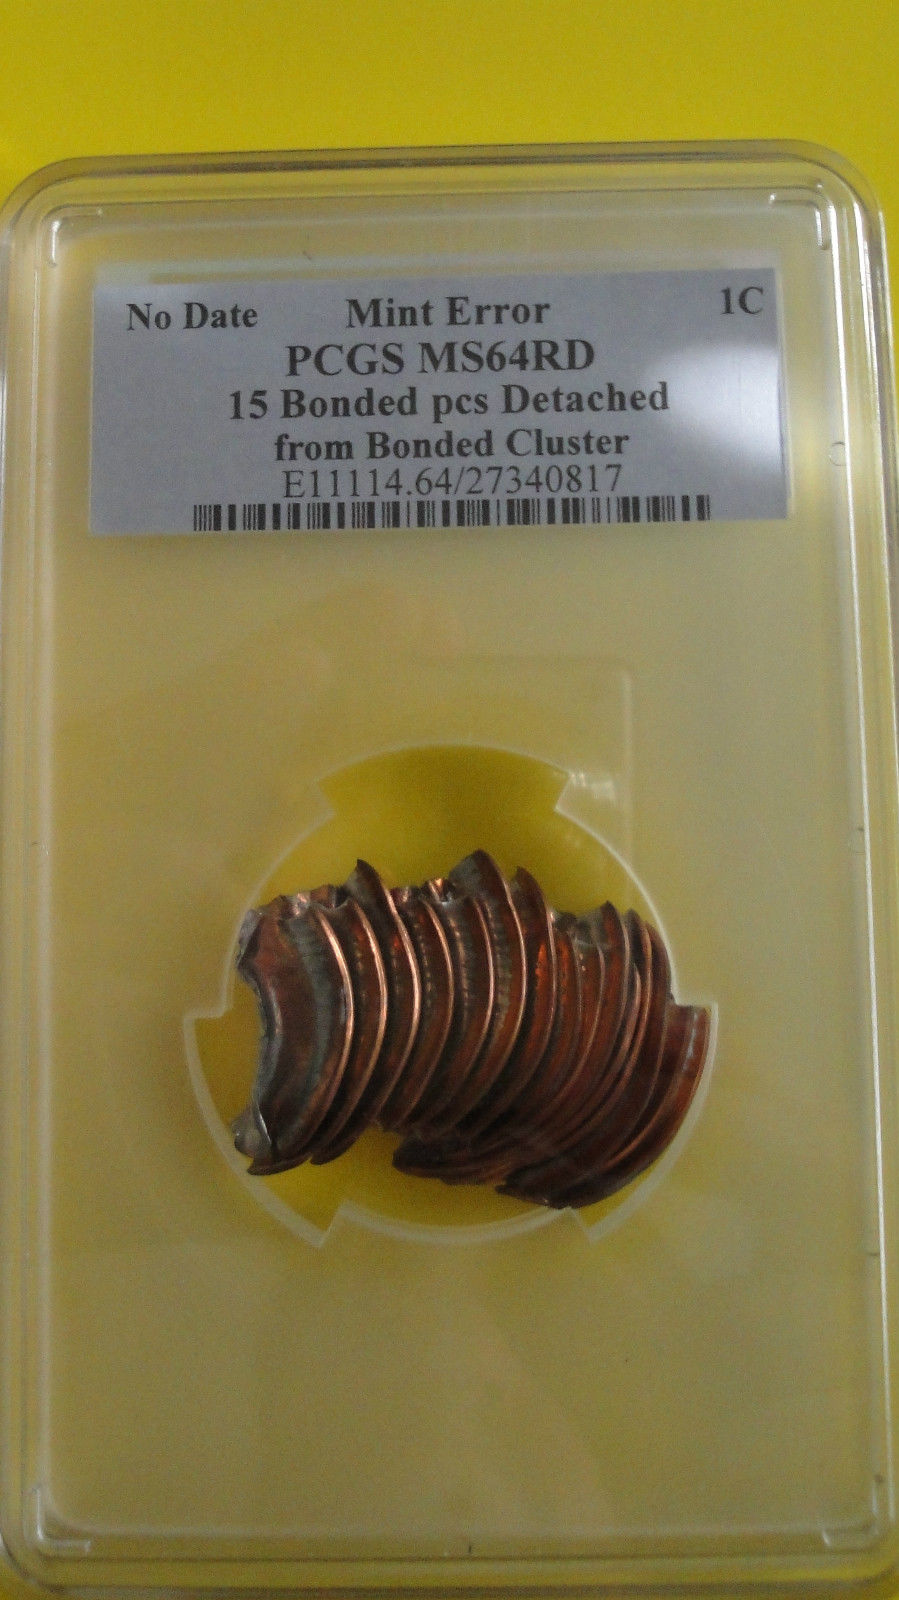 No Date Mint Error 1C
PCGS MS64RD
15 Bonded pcs Detached
from Bonded Cluster
E11114.64/27340817